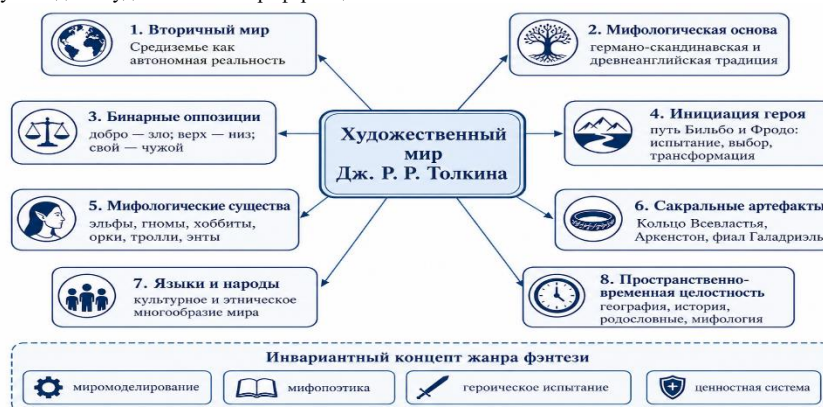 1. Вторичный мир
Средиземье как
автономная реальность
2. Мифологическая основа
германо-скандинавская и
древнеанглийская традиция
3. Бинарные оппозиции
добро — зло; верх — низ;
свой — чужой
Художественный
мир
Дж. Р. Р. Толкина
4. Инициация героя
путь Бильбо и Фродо:
испытание, выбор,
трансформация
5. Мифологические существа
эльфы, гномы, хоббиты,
орки, тролли, энты
6. Сакральные артефакты
Кольцо Всевластья,
Аркенстон, фиал Галадриэль
7. Языки и народы
культурное и этническое
многообразие мира
8. Пространственно-
временная целостность
география, история,
родословные, мифология
Инвариантный концепт жанра фэнтези
миромоделирование
мифопоэтика
героическое испытание
ценностная система